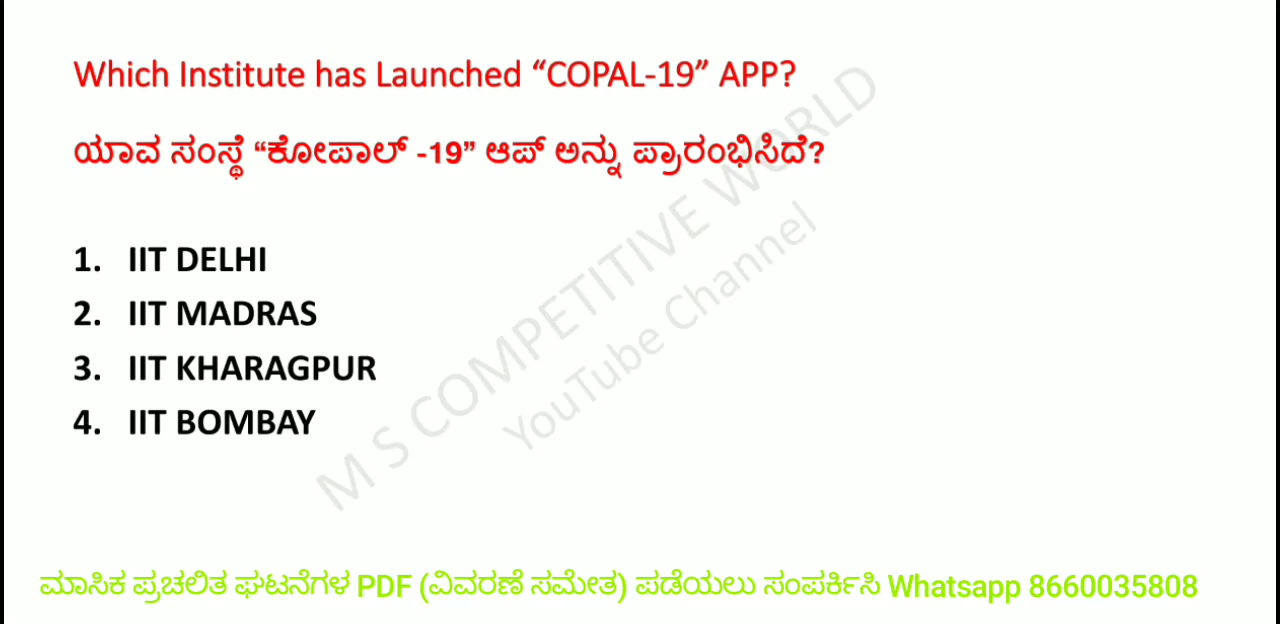 Which Institute has Launched “COPAL-19” APP?
ಯಾವ ಸಂಸ್ಥೆ “ಕೋಪಾಲ್ -19” ಆಪ್ ಅನ್ನು ಪ್ರಾರಂಭಿಸಿದೆ?
1. IIT DELHI
2. IIT MADRAS
3. IIT KHARAGPUR
4. IIT BOMBAY
M S COMPETITIVE WORLD
YouTube Channel
ಮಾಸಿಕ ಪ್ರಚಲಿತ ಘಟನೆಗಳ PDF (ವಿವರಣೆ ಸಮೇತ) ಪಡೆಯಲು ಸಂಪರ್ಕಿಸಿ Whatsapp 8660035808